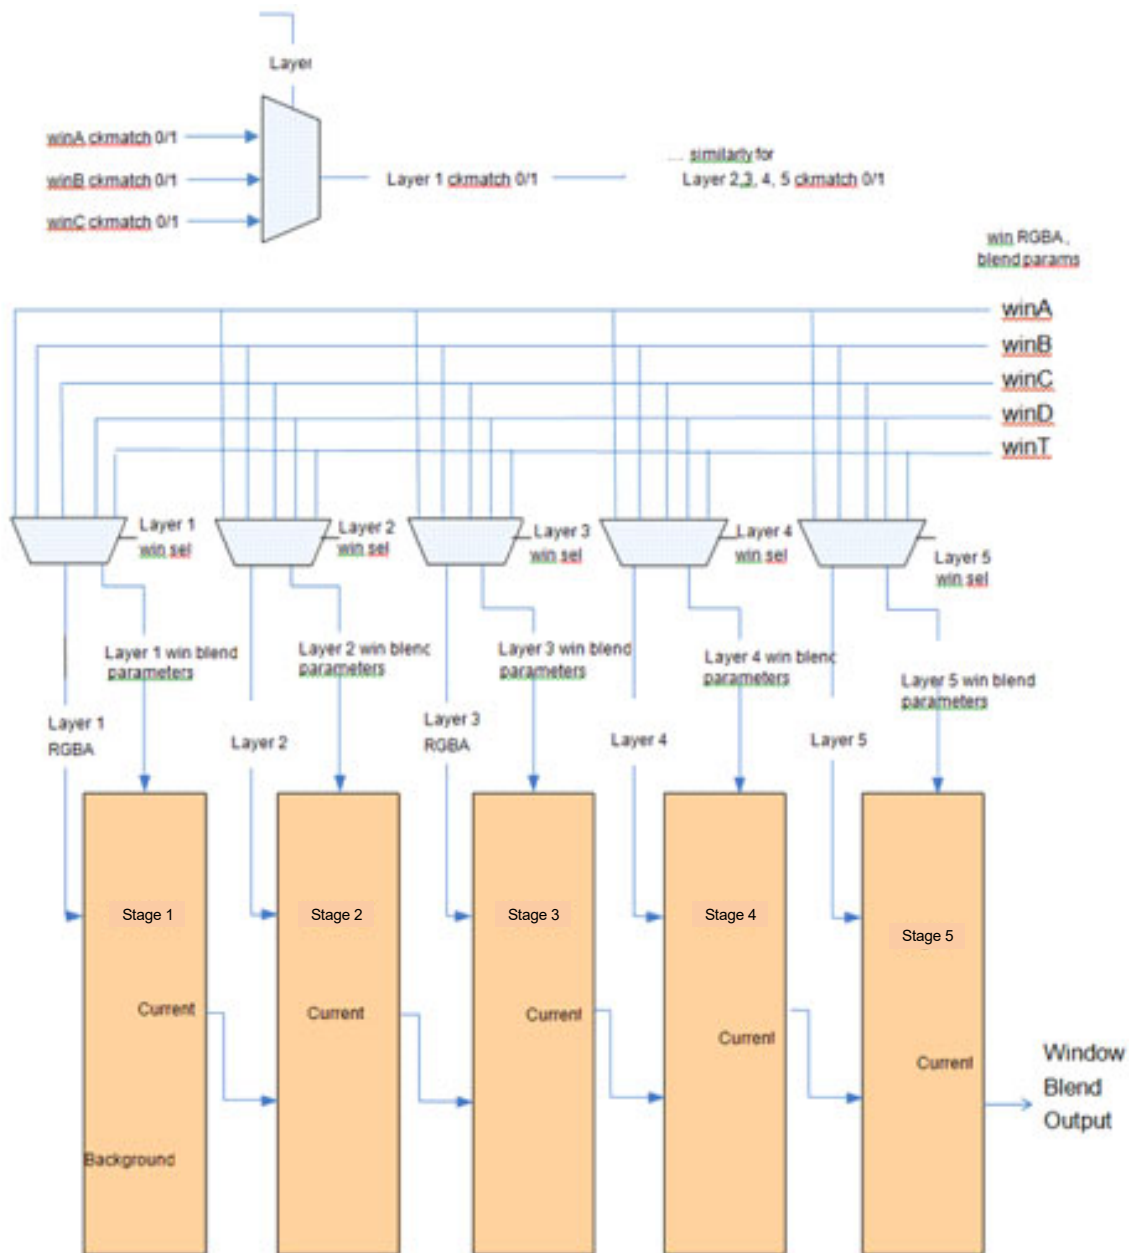 Layer
winA ckmatch 0/1
winB ckmatch 0/1
winC ckmatch 0/1
Layer 1 ckmatch 0/1
... similarly for
Layer 2,3, 4, 5 ckmatch 0/1
win RGBA,
blend params
winA
winB
winC
winD
winT
Layer 1
win sel
Layer 2
win sel
Layer 3
win sel
Layer 4
win sel
Layer 5
win sel
Layer 1 win blend
parameters
Layer 2 win blend
parameters
Layer 3 win blend
parameters
Layer 4 win blend
parameters
Layer 5 win blend
parameters
Layer 1
RGBA
Layer 2
Layer 3
RGBA
Layer 4
Layer 5
Stage 1
Stage 2
Stage 3
Stage 4
Stage 5
Current
Current
Current
Current
Current
Background
Window
Blend
Output